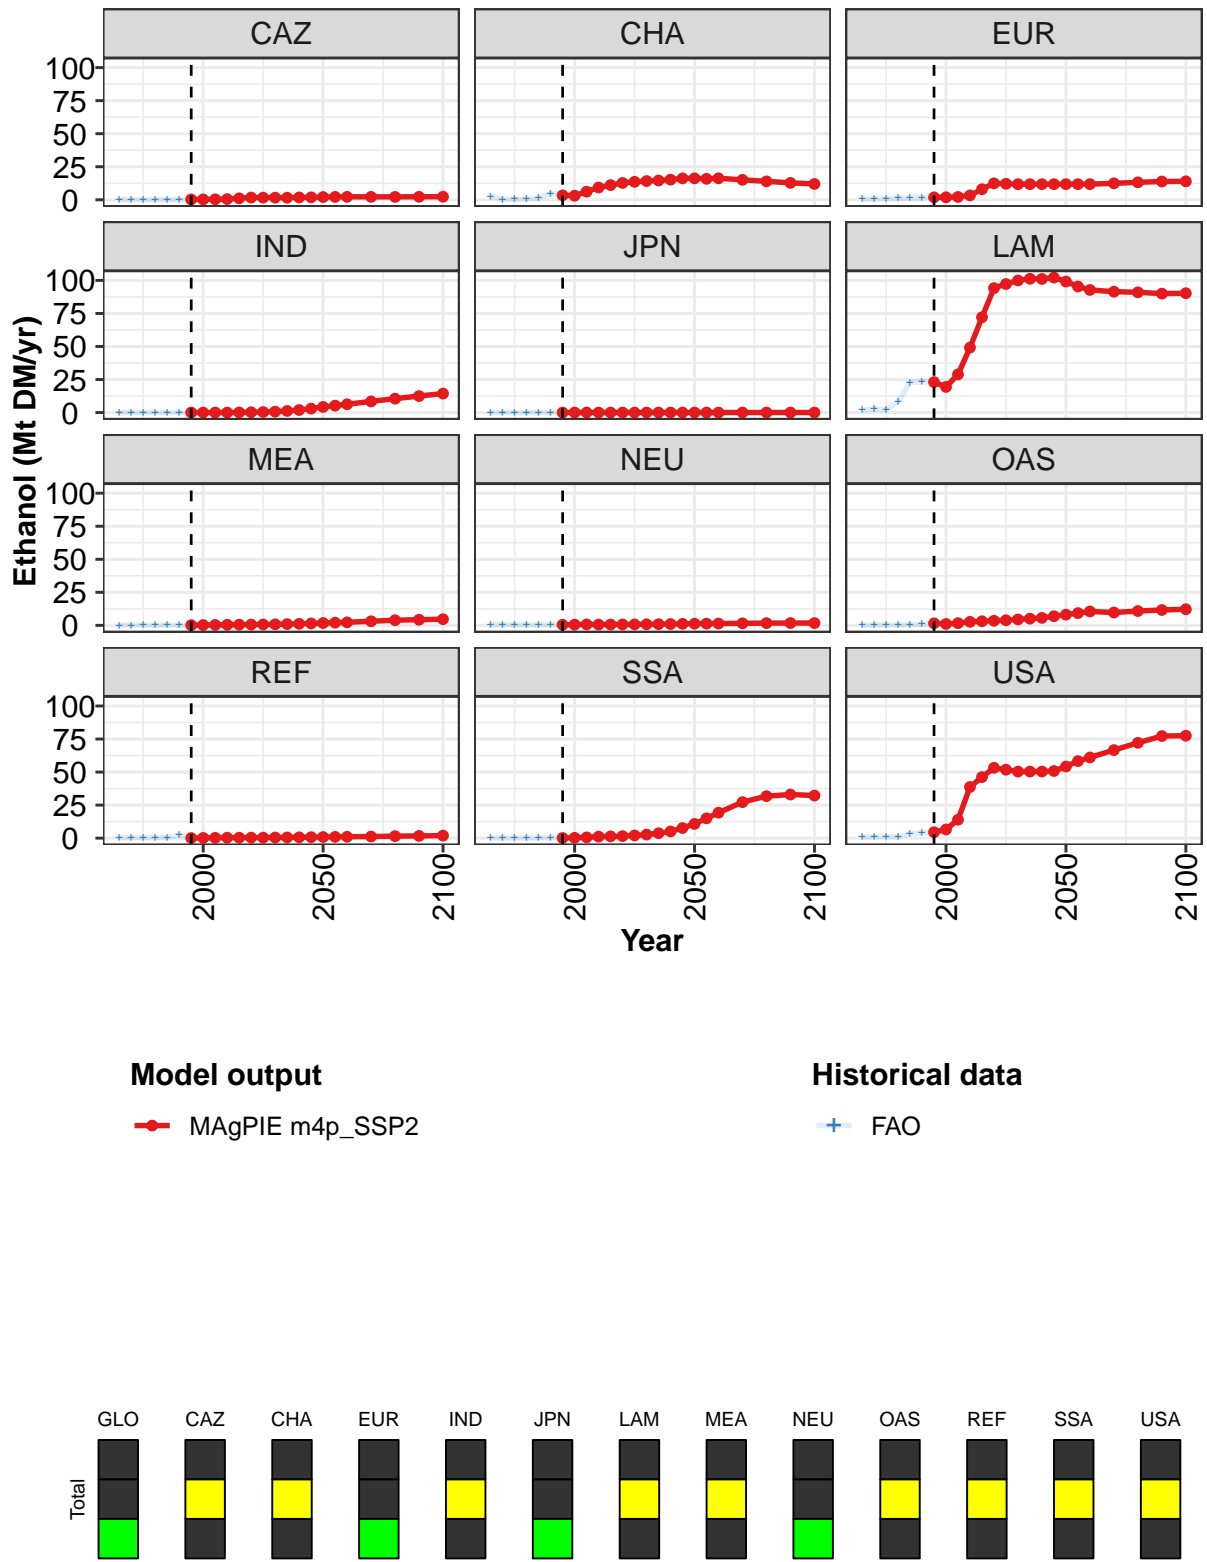 CAZ CHA EUR
100
75
50
25
0
IND JPN LAM
100
75
50
25
0
MEA NEU OAS
100
75
50
25
0
REF SSA USA
100
75
50
25
0
2000 2050 2100 2000 2050 2100 2000 2050 2100
Ethanol (Mt DM/yr)
Year
Model output Historical data
MAgPIE m4p_SSP2 FAO
GLO CAZ CHA EUR IND JPN LAM MEA NEU OAS REF SSA USA
Total